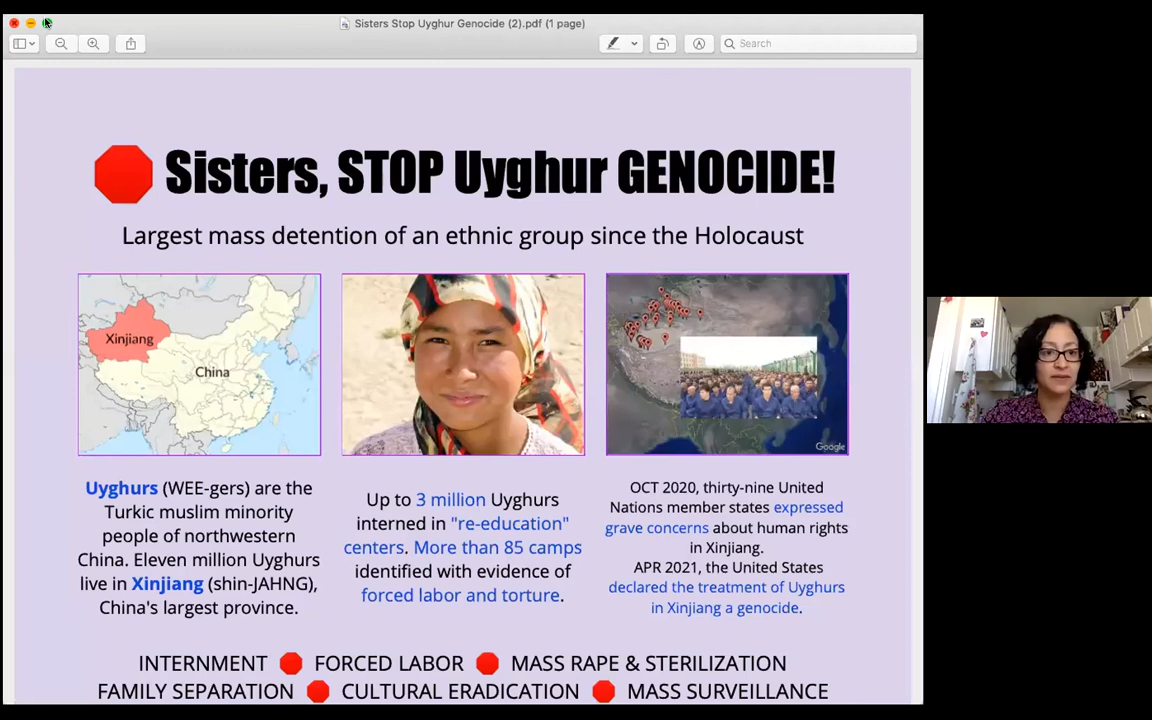 Sisters Stop Uyghur Genocide (2).pdf (1 page)
Search
Sisters, STOP Uyghur GENOCIDE!
Largest mass detention of an ethnic group since the Holocaust
Xinjiang
China
Google
Uyghurs (WEE-gers) are the
Turkic muslim minority
people of northwestern
China. Eleven million Uyghurs
live in Xinjiang (shin-JAHNG),
China's largest province.
Up to 3 million Uyghurs
interned in "re-education"
centers. More than 85 camps
identified with evidence of
forced labor and torture.
OCT 2020, thirty-nine United
Nations member states expressed
grave concerns about human rights
in Xinjiang.
APR 2021, the United States
declared the treatment of Uyghurs
in Xinjiang a genocide.
INTERNMENT FORCED LABOR MASS RAPE & STERILIZATION
FAMILY SEPARATION CULTURAL ERADICATION MASS SURVEILLANCE